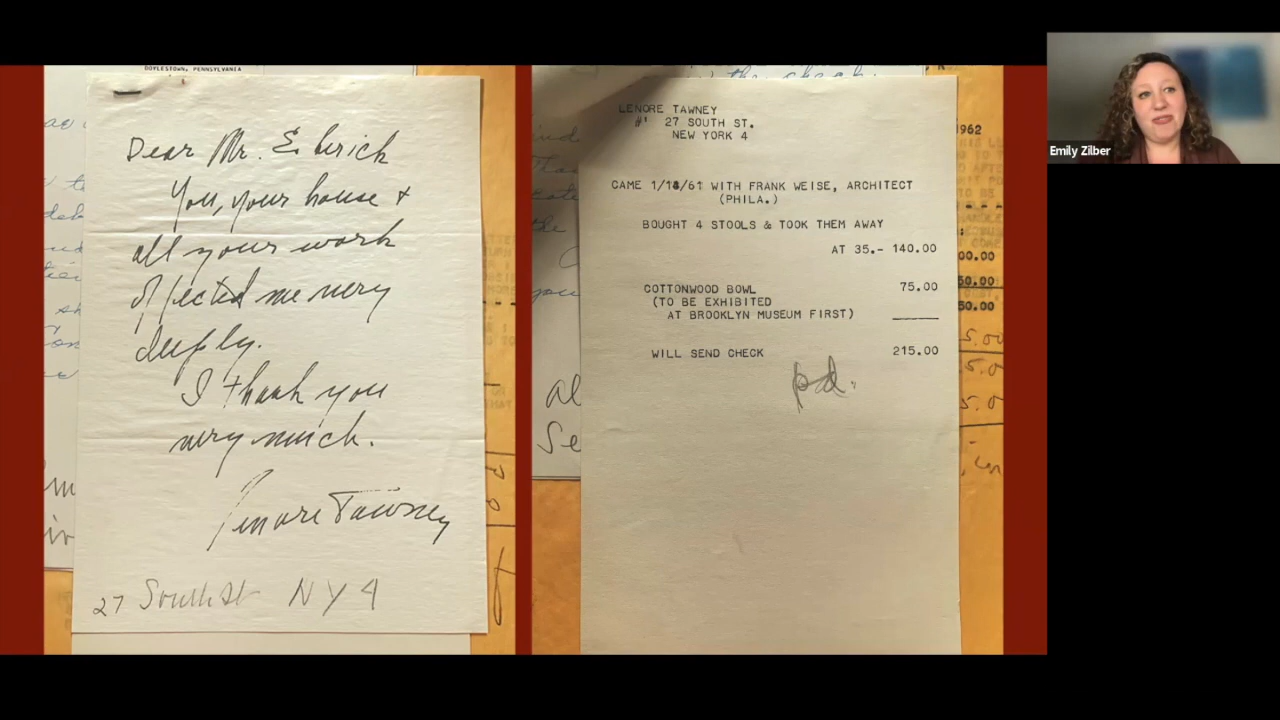 DOYLESTOWN, PENNSYLVANIA
Dear Mr. Esherick
You, your house +
all your work
affected me very
deeply.
I thank you
very much.
Lenore Tawney
27 South St NY 4
the check.
LENORE TAWNEY
#1 27 SOUTH ST.
NEW YORK 4
CAME 1/18/61 WITH FRANK WEISE, ARCHITECT
(PHILA.)
BOUGHT 4 STOOLS & TOOK THEM AWAY
AT 35.- 140.00
COTTONWOOD BOWL 75.00
(TO BE EXHIBITED
AT BROOKLYN MUSEUM FIRST)
WILL SEND CHECK 215.00
pd.
1962
Emily Zilber